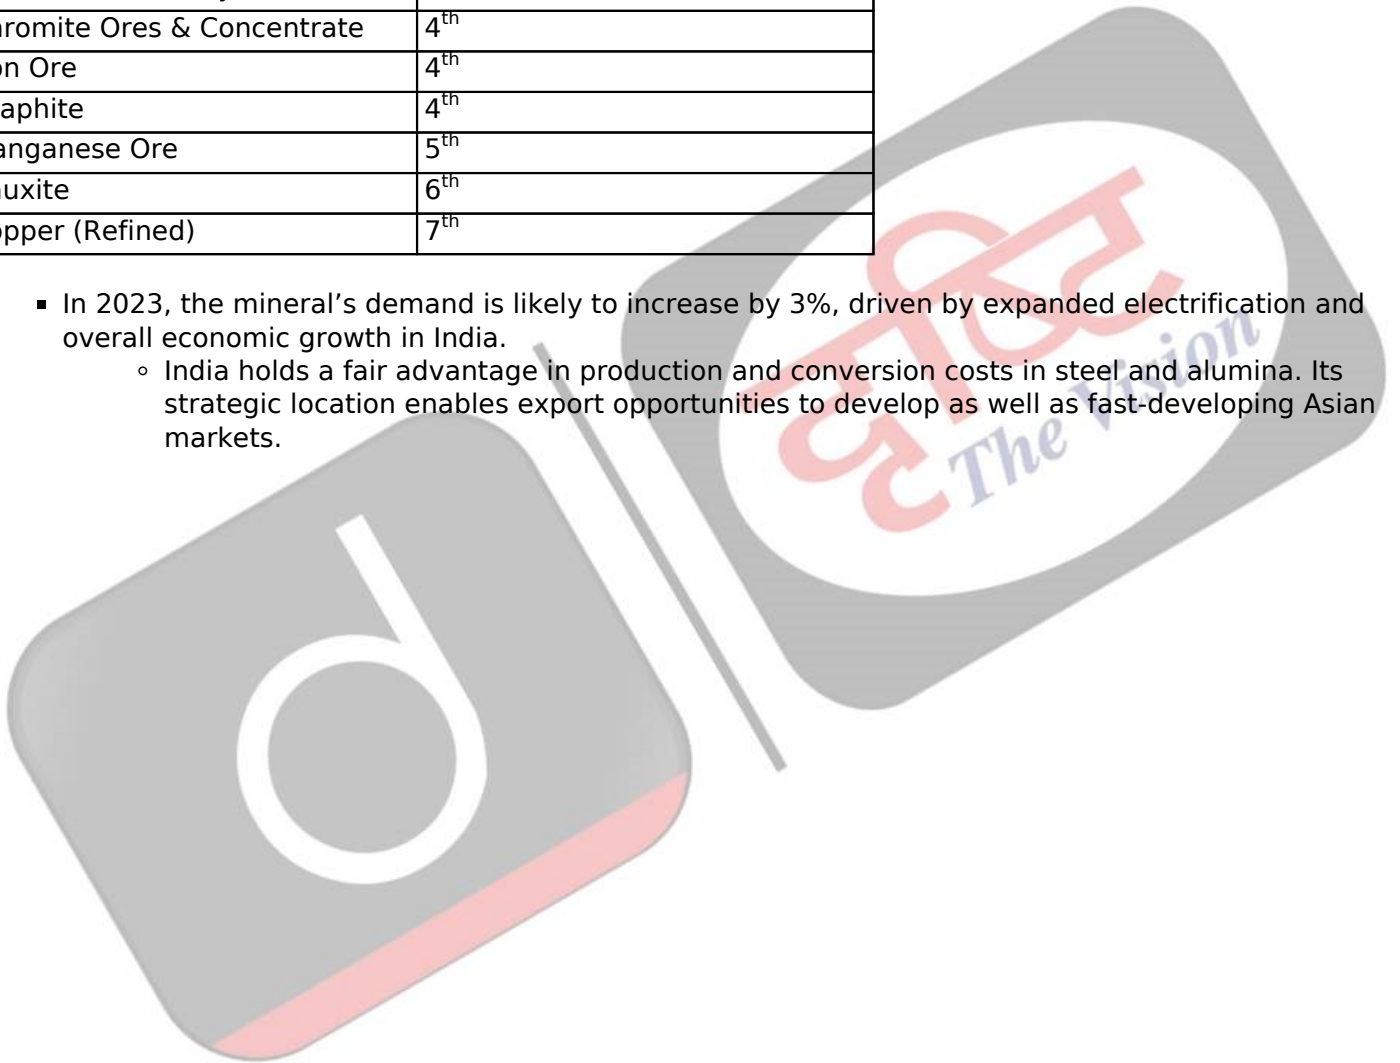 romite Ores & Concentrate 4th
n Ore 4th
aphite 4th
anganese Ore 5th
uxite 6th
pper (Refined) 7th
▪ In 2023, the mineral’s demand is likely to increase by 3%, driven by expanded electrification and
overall economic growth in India.
◦ India holds a fair advantage in production and conversion costs in steel and alumina. Its
strategic location enables export opportunities to develop as well as fast-developing Asian
markets.
दृष्टि
The Vision
d